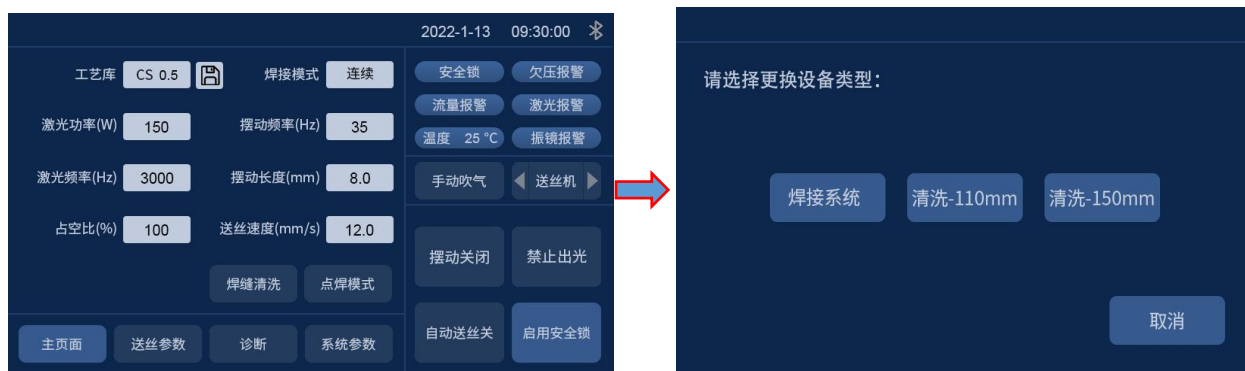 2022-1-13 09:30:00
工艺库 CS 0.5 焊接模式 连续
激光功率(W) 150 摆动频率(Hz) 35
激光频率(Hz) 3000 摆动长度(mm) 8.0
占空比(%) 100 送丝速度(mm/s) 12.0
焊缝清洗 点焊模式
主页面 送丝参数 诊断 系统参数
安全锁 欠压报警
流量报警 激光报警
温度 25 °C 振镜报警
手动吹气 送丝机
摆动关闭 禁止出光
自动送丝关 启用安全锁
请选择更换设备类型：
焊接系统 清洗-110mm 清洗-150mm
取消